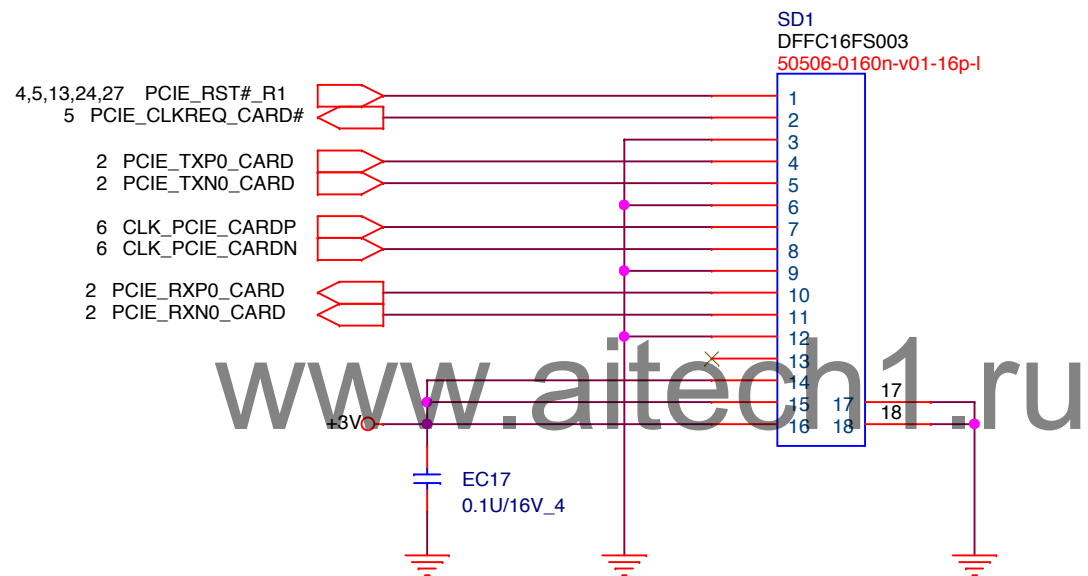 SD1
DFFC16FS003
50506-0160n-v01-16p-l
4,5,13,24,27 PCIE_RST#_R1 1
5 PCIE_CLKREQ_CARD# 2
3
2 PCIE_TXP0_CARD 4
2 PCIE_TXN0_CARD 5
6
6 CLK_PCIE_CARDP 7
6 CLK_PCIE_CARDN 8
9
2 PCIE_RXP0_CARD 10
2 PCIE_RXN0_CARD 11
12
13
14
15 17 17
+3V 16 18 18
www.aitech1.ru
EC17
0.1U/16V_4